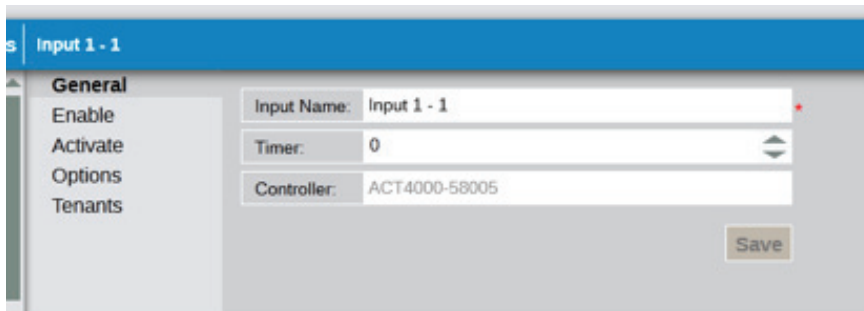 s
Input 1 - 1
General
Enable
Activate
Options
Tenants
Input Name: Input 1 - 1 *
Timer: 0
Controller: ACT4000-58005
Save